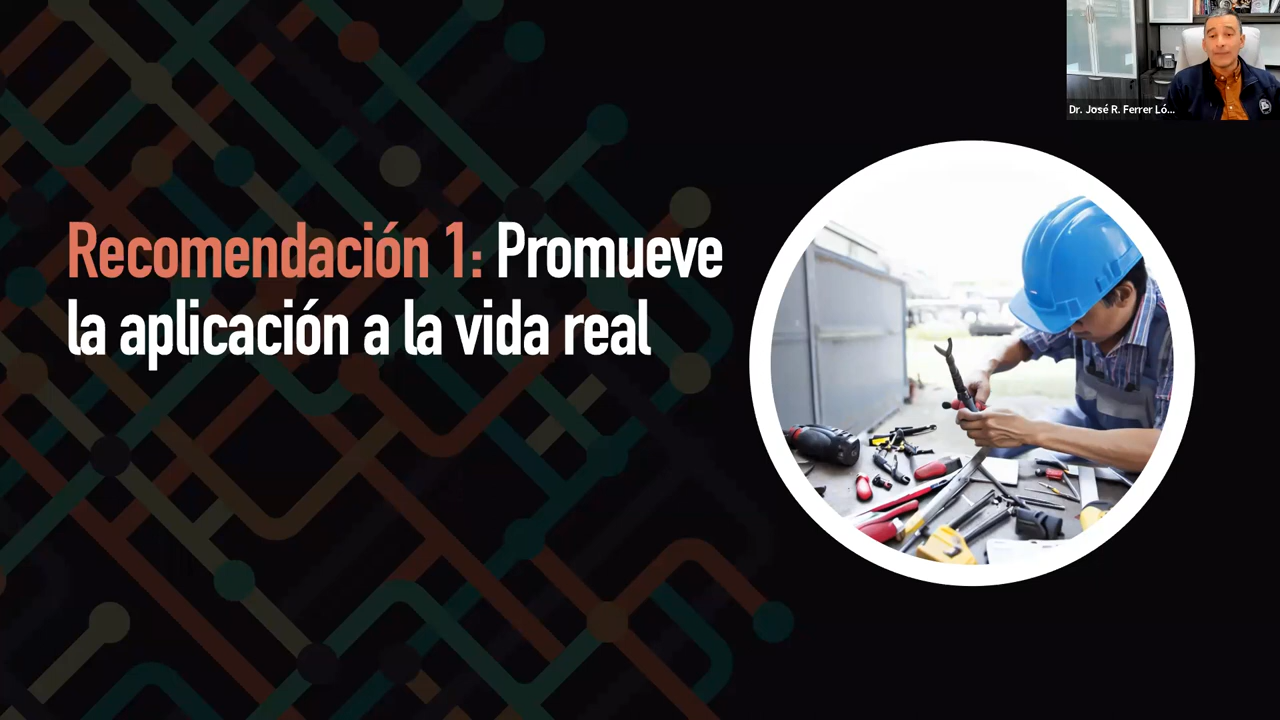 Dr. José R. Ferrer Ló...
Recomendación 1: Promueve
la aplicación a la vida real